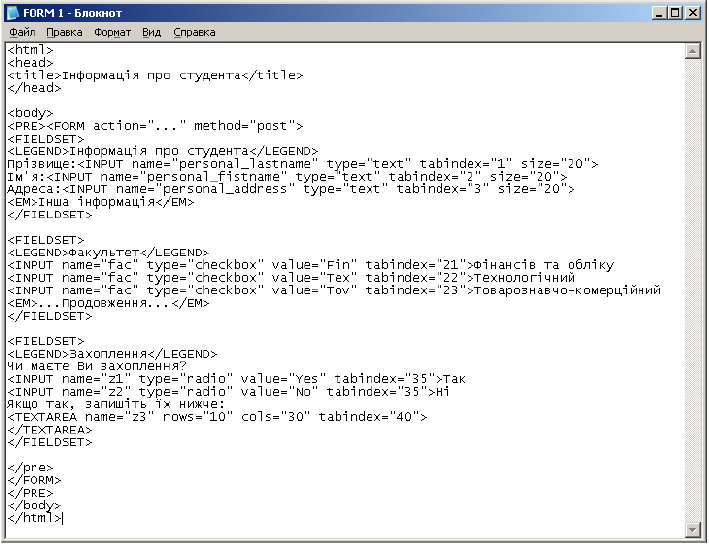 FORM 1 - Блокнот
Файл Правка Формат Вид Справка
<html>
<head>
<title>Інформація про студента</title>
</head>
<body>
<PRE><FORM action="..." method="post">
<FIELDSET>
<LEGEND>Інформація про студента</LEGEND>
Прізвище:<INPUT name="personal_lastname" type="text" tabindex="1" size="20">
Ім'я:<INPUT name="personal_fistname" type="text" tabindex="2" size="20">
Адреса:<INPUT name="personal_address" type="text" tabindex="3" size="20">
<EM>Інша інформація</EM>
</FIELDSET>
<FIELDSET>
<LEGEND>Факультет</LEGEND>
<INPUT name="fac" type="checkbox" value="Fin" tabindex="21">Фінансів та обліку
<INPUT name="fac" type="checkbox" value="Tex" tabindex="22">Технологічний
<INPUT name="fac" type="checkbox" value="Tov" tabindex="23">Товарознавчо-комерційний
<EM>...Продовження...</EM>
</FIELDSET>
<FIELDSET>
<LEGEND>Захоплення</LEGEND>
Чи маєте Ви захоплення?
<INPUT name="z1" type="radio" value="Yes" tabindex="35">Так
<INPUT name="z2" type="radio" value="No" tabindex="35">Ні
Якщо так, запишіть їх нижче:
<TEXTAREA name="z3" rows="10" cols="30" tabindex="40">
</TEXTAREA>
</FIELDSET>
</pre>
</FORM>
</PRE>
</body>
</html>